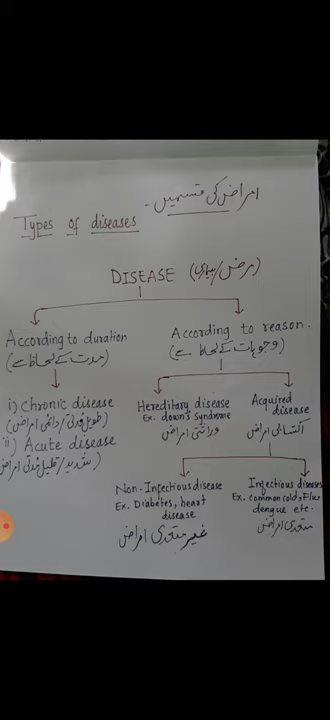 امراض کی قسمیں -
Types of diseases
DISEASE (مرض/بیماری)
According to duration
(مدت کے لحاظ سے)
i) Chronic disease
(طویل مدتی/دائمی امراض)
ii) Acute disease
(شدید/قلیل مدتی امراض
According to reason.
(وجوہات کے لحاظ سے)
Hereditary disease
Ex. down's syndrome
وراثتی امراض
Acquired
disease
اکتسابی امراض
Non-Infectious disease
Ex. Diabetes, heart
disease
غیر متعدی امراض
Infectious diseases
Ex. common cold, Flue
dengue etc.
متعدی امراض